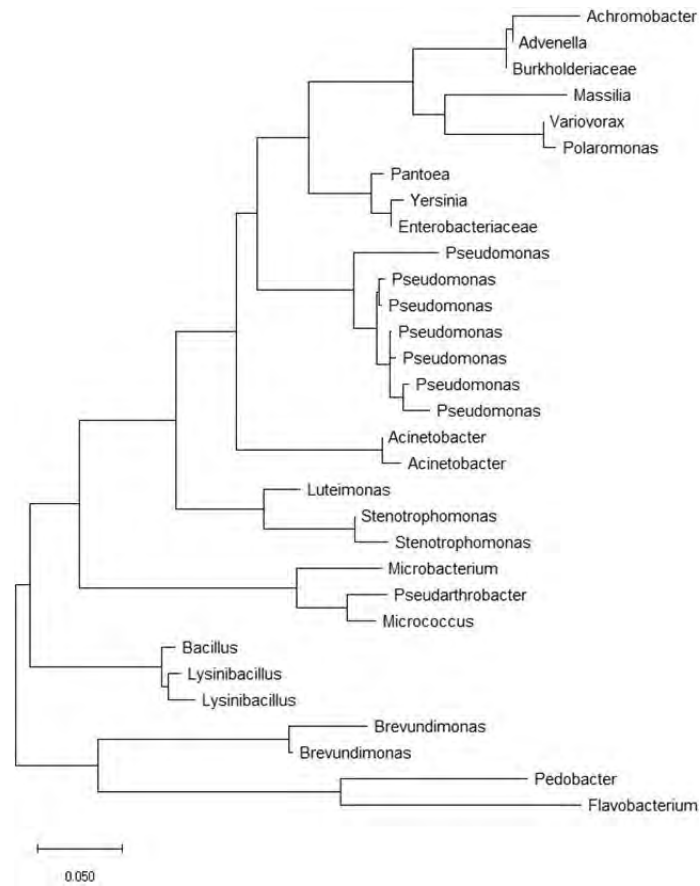 Achromobacter
Advenella
Burkholderiaceae
Massilia
Variovorax
Polaromonas
Pantoea
Yersinia
Enterobacteriaceae
Pseudomonas
Pseudomonas
Pseudomonas
Pseudomonas
Pseudomonas
Pseudomonas
Pseudomonas
Acinetobacter
Acinetobacter
Luteimonas
Stenotrophomonas
Stenotrophomonas
Microbacterium
Pseudarthrobacter
Micrococcus
Bacillus
Lysinibacillus
Lysinibacillus
Brevundimonas
Brevundimonas
Pedobacter
Flavobacterium
0.050